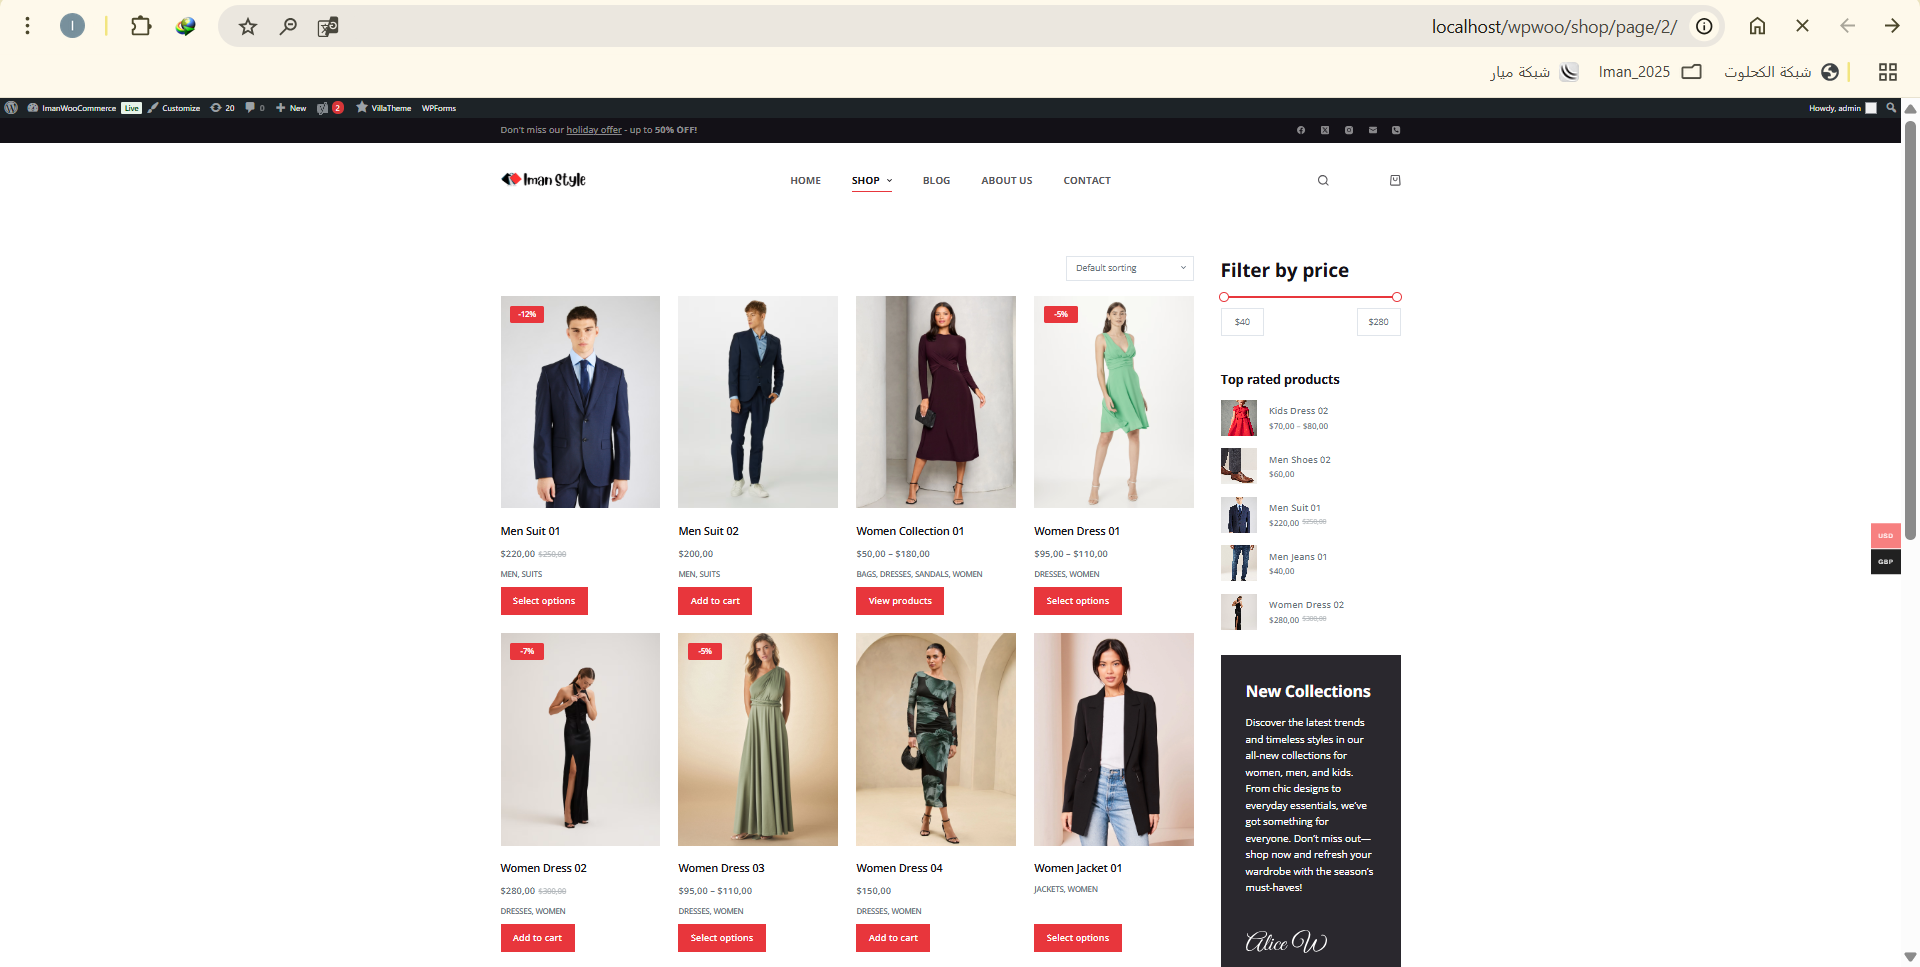 localhost/wpwoo/shop/page/2/
شبكة الكحلوت
Iman_2025
شبكة ميار
ImanWooCommerce Live Customize 20 0 New 2 VillaTheme WPForms
Howdy, admin
Don't miss our holiday offer - up to 50% OFF!
Iman Style
HOME SHOP BLOG ABOUT US CONTACT
Default sorting
-12%
-5%
Men Suit 01
$220,00 $250,00
MEN, SUITS
Select options
Men Suit 02
$200,00
MEN, SUITS
Add to cart
Women Collection 01
$50,00 – $180,00
BAGS, DRESSES, SANDALS, WOMEN
View products
Women Dress 01
$95,00 – $110,00
DRESSES, WOMEN
Select options
-7%
-5%
Women Dress 02
$280,00 $300,00
DRESSES, WOMEN
Add to cart
Women Dress 03
$95,00 – $110,00
DRESSES, WOMEN
Select options
Women Dress 04
$150,00
DRESSES, WOMEN
Add to cart
Women Jacket 01
JACKETS, WOMEN
Select options
Filter by price
$40
$280
Top rated products
Kids Dress 02
$70,00 – $80,00
Men Shoes 02
$60,00
Men Suit 01
$220,00 $250,00
Men Jeans 01
$40,00
Women Dress 02
$280,00 $300,00
New Collections
Discover the latest trends
and timeless styles in our
all-new collections for
women, men, and kids.
From chic designs to
everyday essentials, we've
got something for
everyone. Don't miss out—
shop now and refresh your
wardrobe with the season's
must-haves!
Alice W
USD
GBP
I